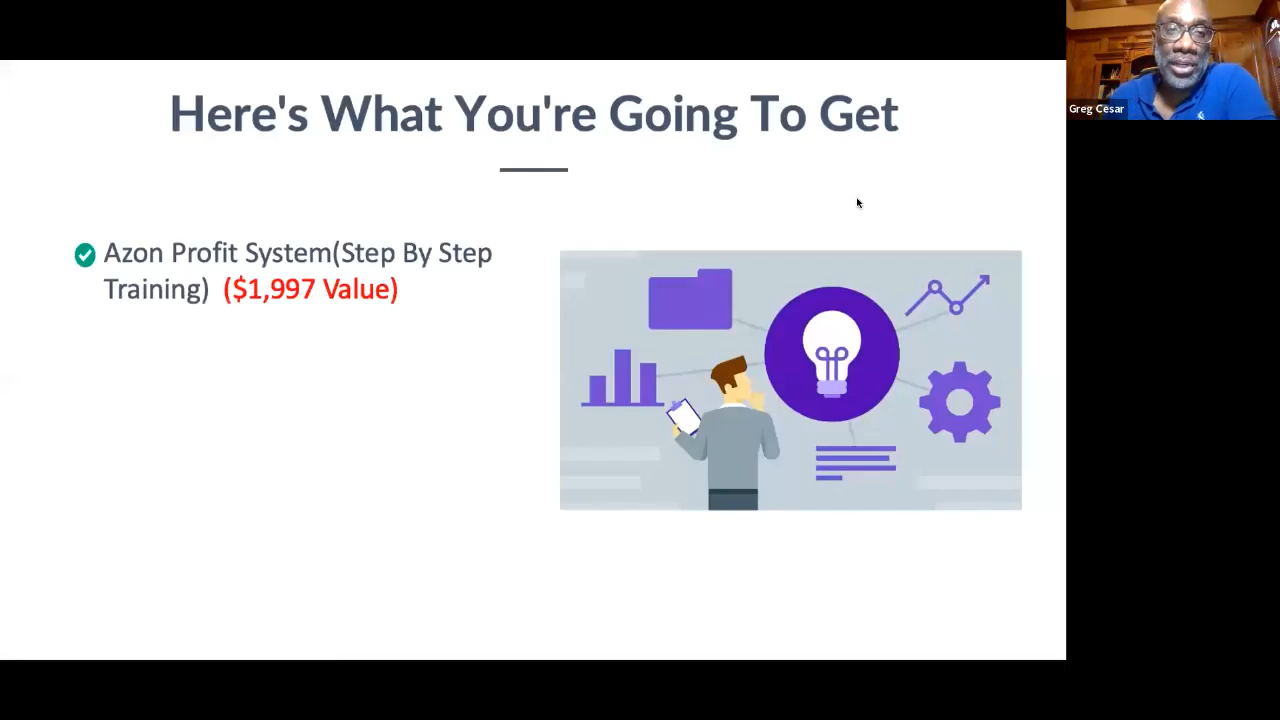 Here's What You're Going To Get
Azon Profit System(Step By Step
Training) ($1,997 Value)
Greg Cesar